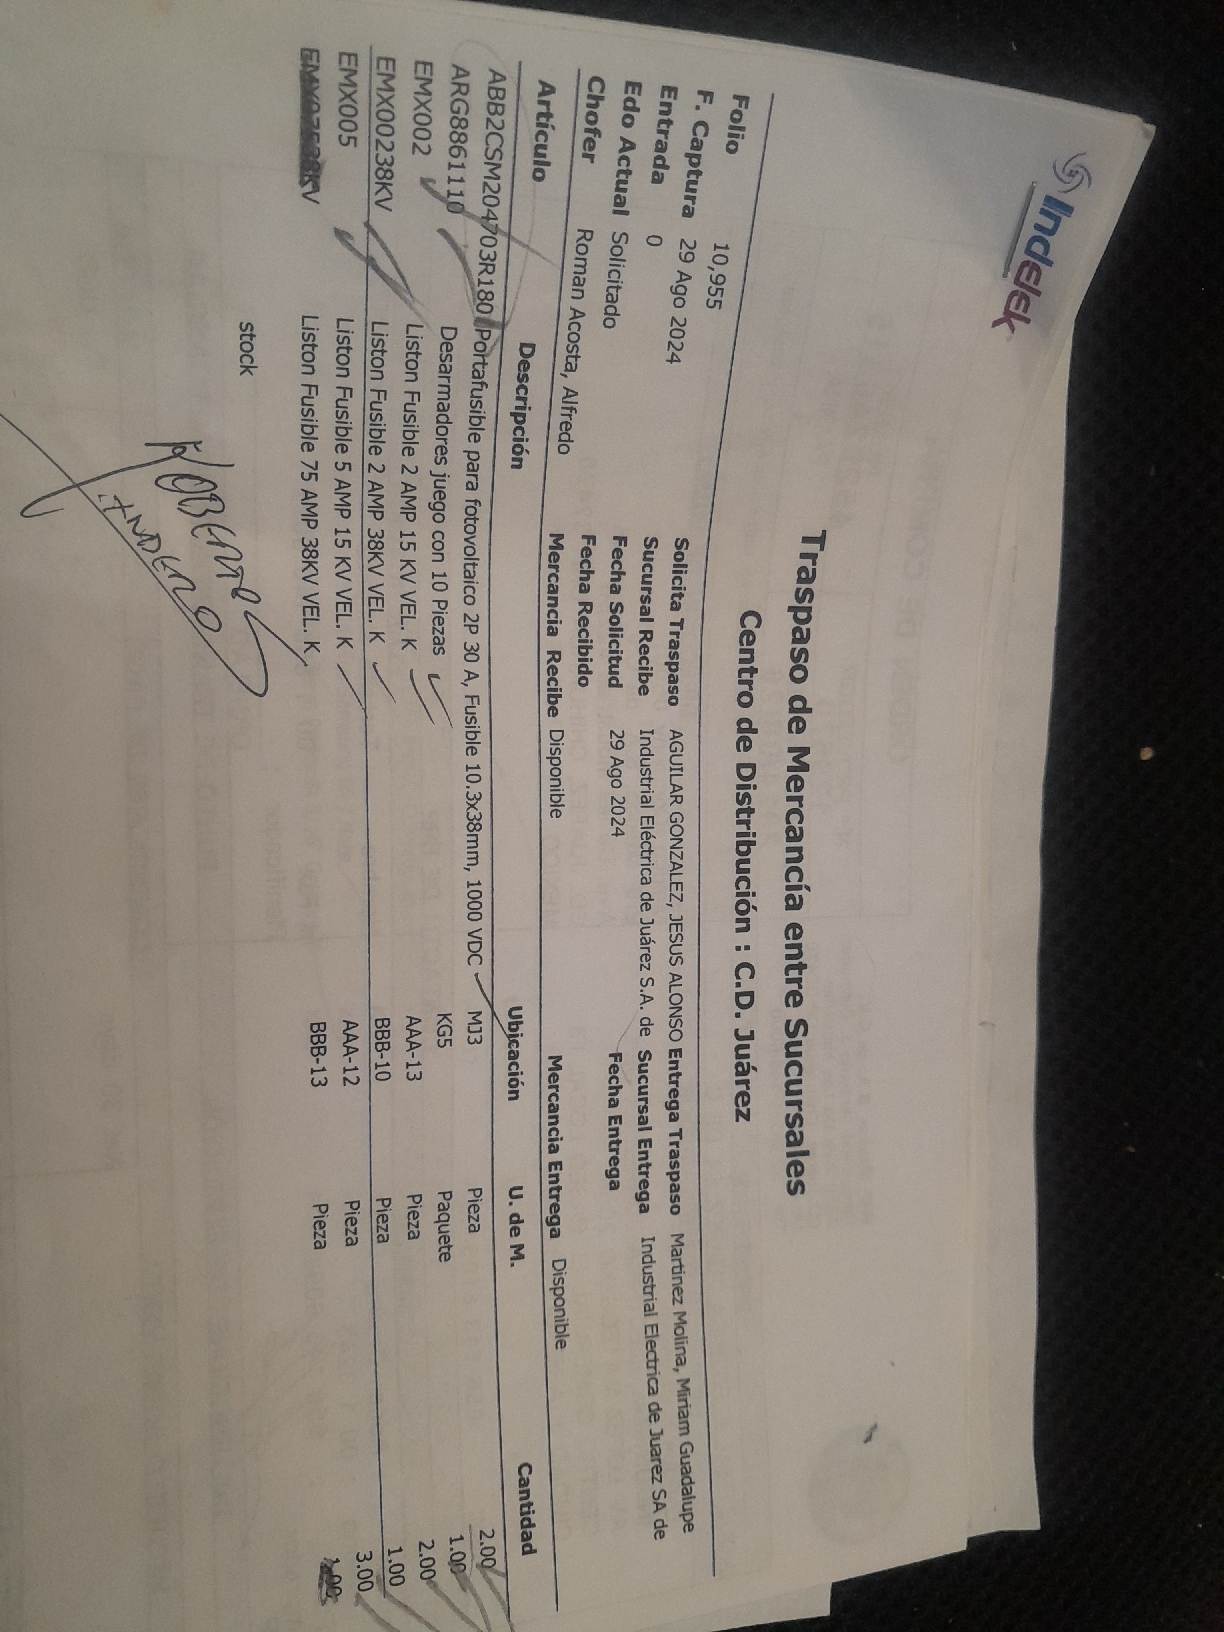 Indelek
Traspaso de Mercancía entre Sucursales
Centro de Distribución : C.D. Juárez
Folio 10,955
F. Captura 29 Ago 2024 Solicita Traspaso AGUILAR GONZALEZ, JESUS ALONSO Entrega Traspaso Martinez Molina, Miriam Guadalupe
Entrada 0 Sucursal Recibe Industrial Eléctrica de Juárez S.A. de Sucursal Entrega Industrial Electrica de Juarez SA de
Edo Actual Solicitado Fecha Solicitud 29 Ago 2024 Fecha Entrega
Chofer Roman Acosta, Alfredo Fecha Recibido
Mercancia Recibe Disponible Mercancia Entrega Disponible
Artículo Descripción Ubicación U. de M. Cantidad
ABB2CSM204703R1801 Portafusible para fotovoltaico 2P 30 A, Fusible 10.3x38mm, 1000 VDC MJ3 Pieza 2.00
ARG8861110 Desarmadores juego con 10 Piezas KG5 Paquete 1.00
EMX002 Liston Fusible 2 AMP 15 KV VEL. K AAA-13 Pieza 2.00
EMX00238KV Liston Fusible 2 AMP 38KV VEL. K BBB-10 Pieza 1.00
EMX005 Liston Fusible 5 AMP 15 KV VEL. K AAA-12 Pieza 3.00
Liston Fusible 75 AMP 38KV VEL. K BBB-13 Pieza 1.00
stock